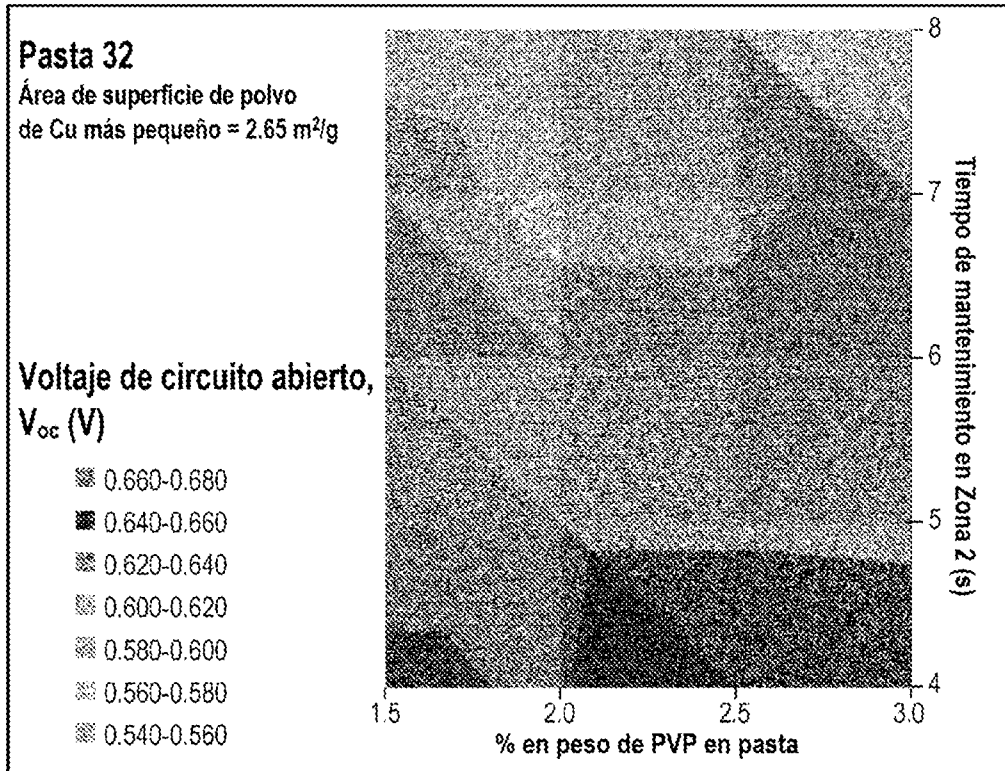 Pasta 32
Área de superficie de polvo
de Cu más pequeño = 2.65 m²/g
Voltaje de circuito abierto,
Voc (V)
0.660-0.680
0.640-0.660
0.620-0.640
0.600-0.620
0.580-0.600
0.560-0.580
0.540-0.560
8
7
6
5
4
Tiempo de mantenimiento en Zona 2 (s)
1.5 2.0 2.5 3.0
% en peso de PVP en pasta